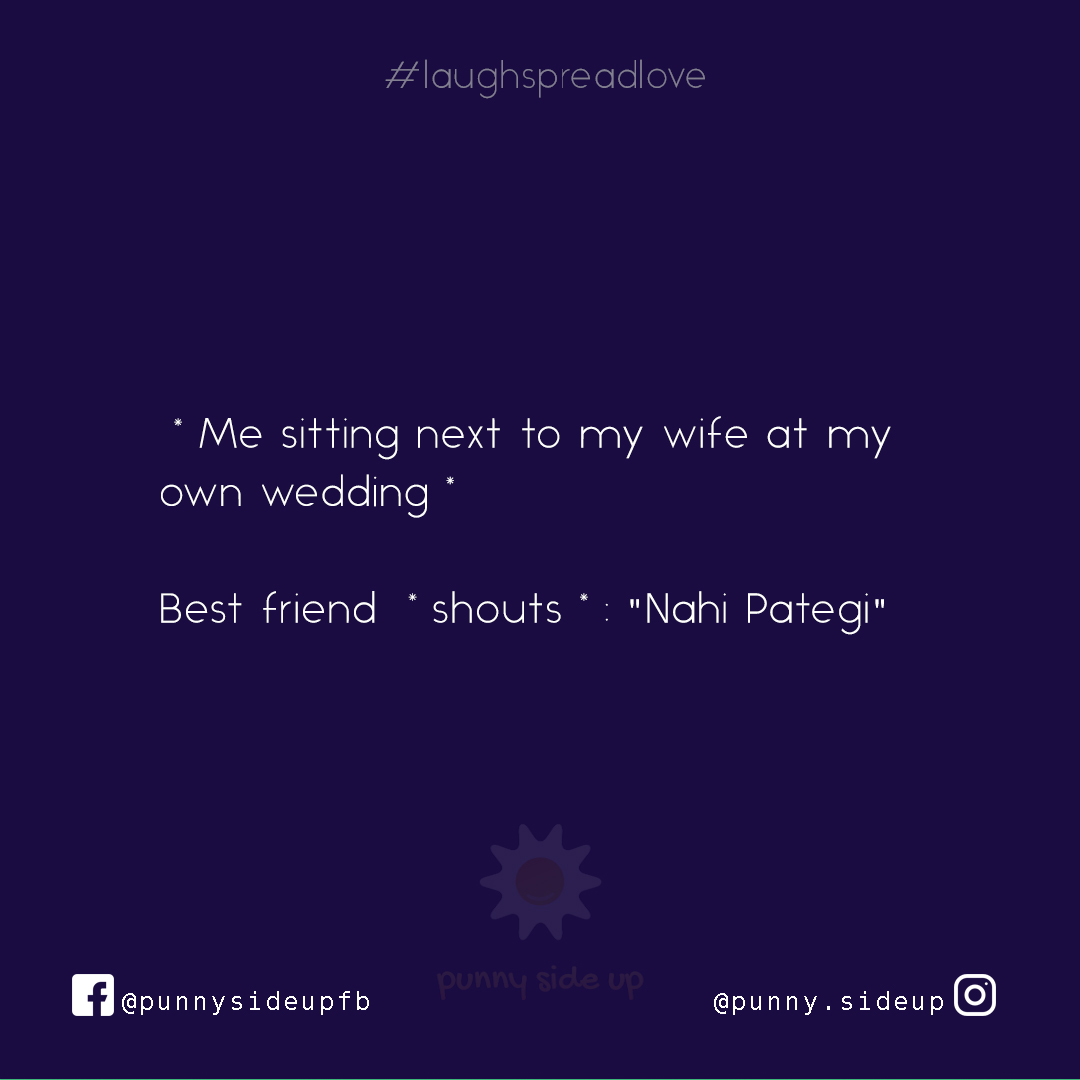 #laughspreadlove
* Me sitting next to my wife at my
own wedding *
Best friend * shouts * : "Nahi Pategi"
punny side up
@punnysideupfb
@punny.sideup